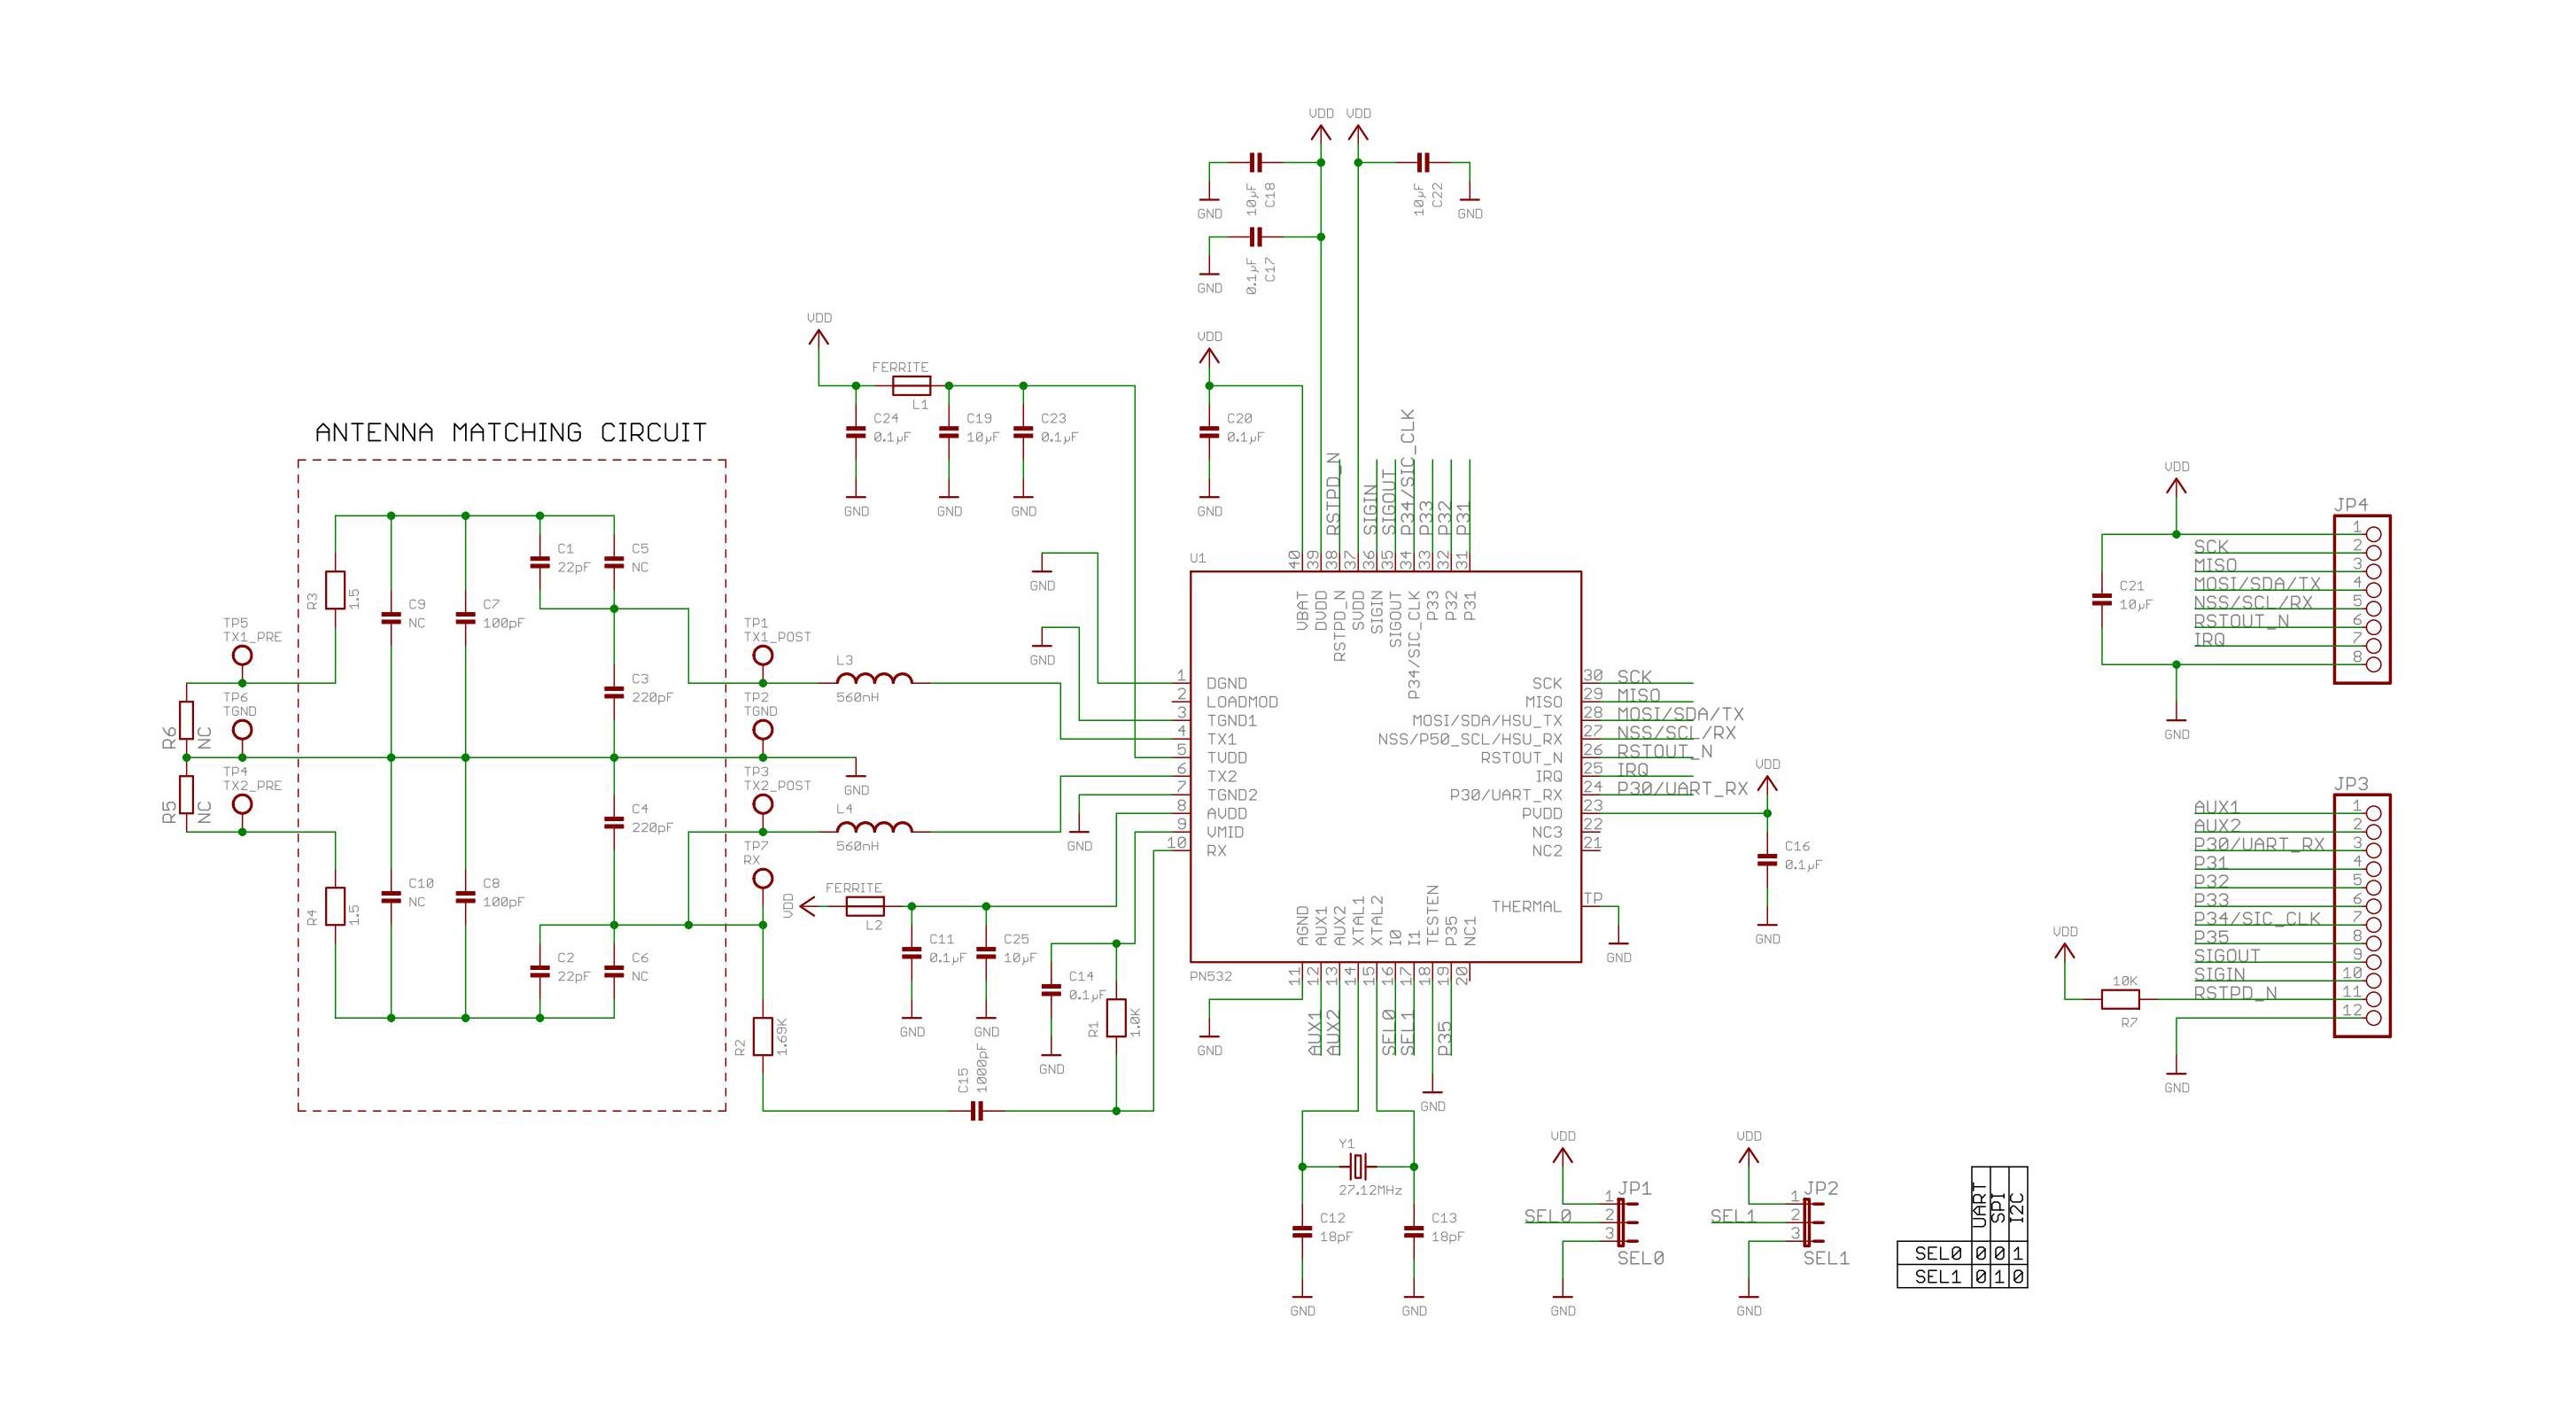 VDD
VDD
10µF
C18
GND
10µF
C22
GND
0.1µF
C17
GND
VDD
FERRITE
L1
C24
0.1µF
GND
C19
10µF
GND
C23
0.1µF
GND
VDD
C20
0.1µF
GND
ANTENNA MATCHING CIRCUIT
R3
1.5
C9
NC
C7
100pF
C1
22pF
C5
NC
C3
220pF
C4
220pF
C10
NC
C8
100pF
C2
22pF
C6
NC
R4
1.5
TP5
TX1_PRE
TP6
TGND
TP4
TX2_PRE
R6
NC
R5
NC
TP1
TX1_POST
TP2
TGND
TP3
TX2_POST
TP7
RX
L3
560nH
GND
L4
560nH
GND
GND
GND
VDD
FERRITE
L2
C11
0.1µF
GND
C25
10µF
GND
C14
0.1µF
GND
R1
1.0K
R2
1.69K
C15
1000pF
RSTPD_N
SIGIN
SIGOUT
P34/SIC_CLK
P33
P32
P31
U1
40
39
38
37
36
35
34
33
32
31
VBAT
DVDD
RSTPD_N
SVDD
SIGIN
SIGOUT
P34/SIC_CLK
P33
P32
P31
1 DGND
2 LOADMOD
3 TGND1
4 TX1
5 TVDD
6 TX2
7 TGND2
8 AVDD
9 VMID
10 RX
SCK 30 SCK
MISO 29 MISO
MOSI/SDA/HSU_TX 28 MOSI/SDA/TX
NSS/P50_SCL/HSU_RX 27 NSS/SCL/RX
RSTOUT_N 26 RSTOUT_N
IRQ 25 IRQ
P30/UART_RX 24 P30/UART_RX
PVDD 23
NC3 22
NC2 21
THERMAL TP
GND
VDD
C16
0.1µF
GND
AGND
AUX1
AUX2
XTAL1
XTAL2
I0
I1
TESTEN
P35
NC1
PN532
11
12
13
14
15
16
17
18
19
20
GND
AUX1
AUX2
SEL0
SEL1
P35
GND
Y1
27.12MHz
C12
18pF
GND
C13
18pF
GND
VDD
JP1
1
SEL0 2
3
SEL0
GND
VDD
JP2
1
SEL1 2
3
SEL1
GND
UART
SPI
I2C
SEL0 0 0 1
SEL1 0 1 0
VDD
JP4
1
SCK 2
MISO 3
MOSI/SDA/TX 4
NSS/SCL/RX 5
RSTOUT_N 6
IRQ 7
8
C21
10µF
GND
JP3
AUX1 1
AUX2 2
P30/UART_RX 3
P31 4
P32 5
P33 6
P34/SIC_CLK 7
P35 8
SIGOUT 9
SIGIN 10
RSTPD_N 11
12
VDD
10K
R7
GND